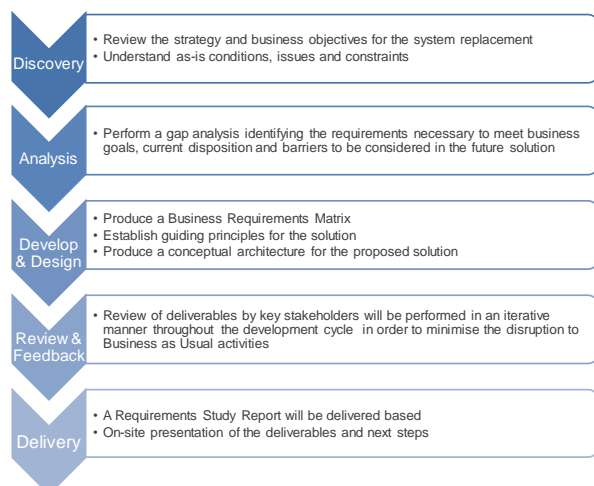 Discovery
• Review the strategy and business objectives for the system replacement
• Understand as-is conditions, issues and constraints
Analysis
• Perform a gap analysis identifying the requirements necessary to meet business
goals, current disposition and barriers to be considered in the future solution
Develop
& Design
• Produce a Business Requirements Matrix
• Establish guiding principles for the solution
• Produce a conceptual architecture for the proposed solution
Review &
Feedback
• Review of deliverables by key stakeholders will be performed in an iterative
manner throughout the development cycle in order to minimise the disruption to
Business as Usual activities
Delivery
• A Requirements Study Report will be delivered based
• On-site presentation of the deliverables and next steps